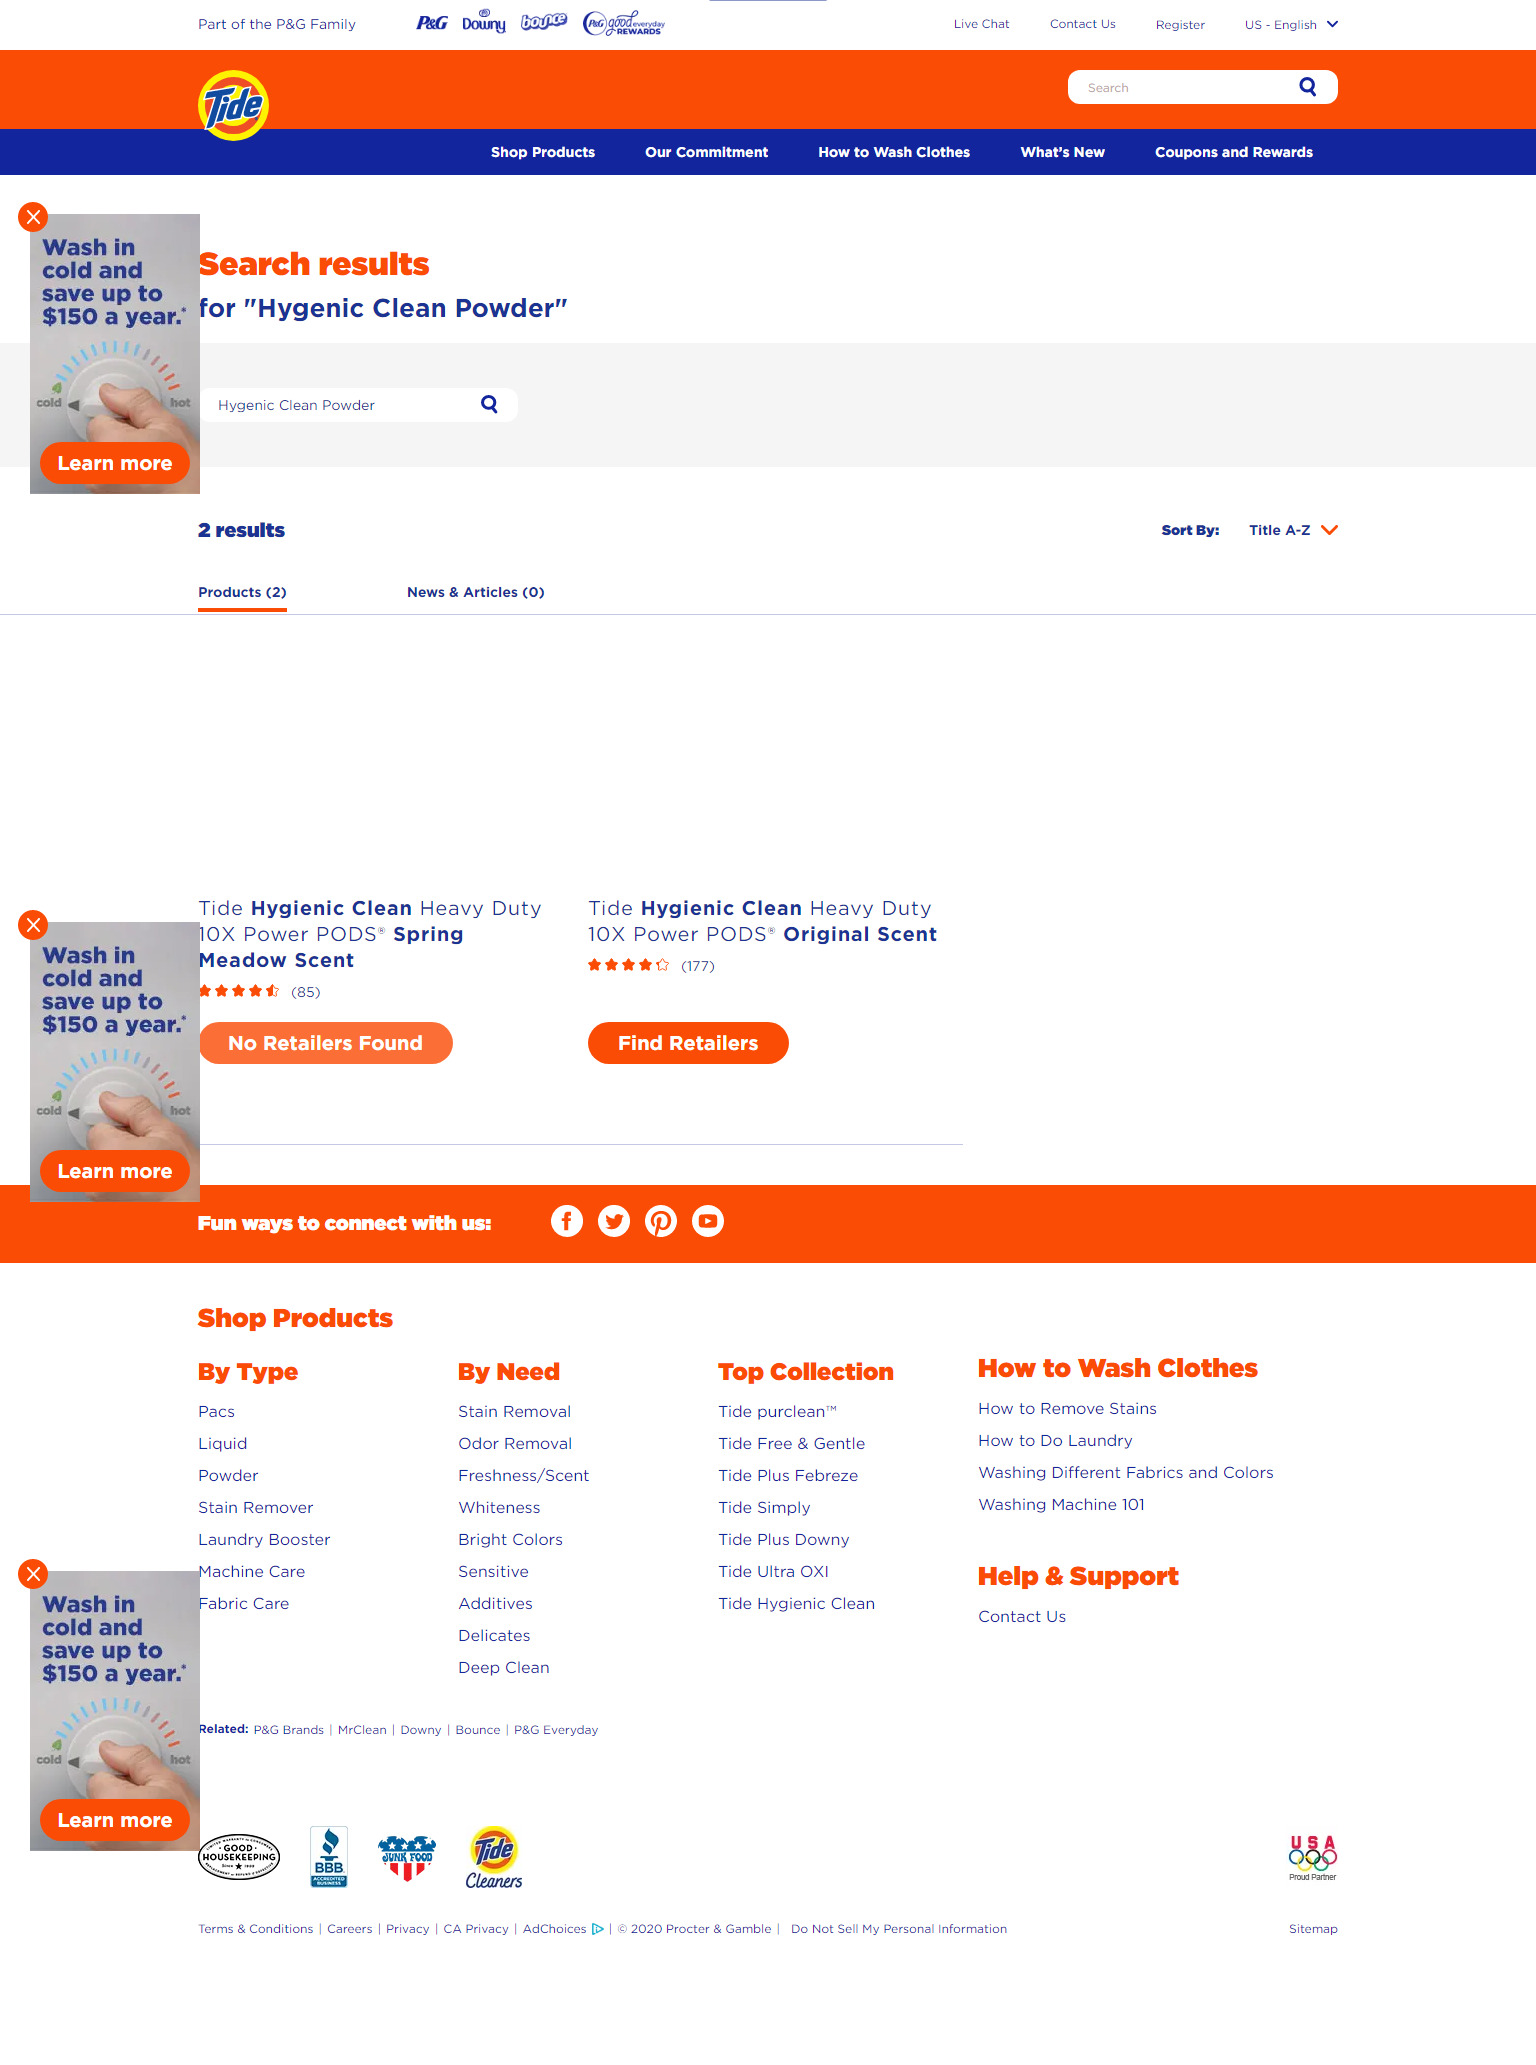 Part of the P&G Family
P&G
Downy
bounce
P&G good everyday REWARDS
Live Chat
Contact Us
Register
US - English
Tide
Search
Shop Products
Our Commitment
How to Wash Clothes
What's New
Coupons and Rewards
Wash in
cold and
save up to
$150 a year.*
cold
hot
Learn more
Search results
for "Hygenic Clean Powder"
Hygenic Clean Powder
2 results
Sort By:
Title A-Z
Products (2)
News & Articles (0)
Wash in
cold and
save up to
$150 a year.*
cold
hot
Learn more
Tide Hygienic Clean Heavy Duty
10X Power PODS® Spring
Meadow Scent
(85)
No Retailers Found
Tide Hygienic Clean Heavy Duty
10X Power PODS® Original Scent
(177)
Find Retailers
Fun ways to connect with us:
Shop Products
By Type
Pacs
Liquid
Powder
Stain Remover
Laundry Booster
Machine Care
Fabric Care
By Need
Stain Removal
Odor Removal
Freshness/Scent
Whiteness
Bright Colors
Sensitive
Additives
Delicates
Deep Clean
Top Collection
Tide purclean™
Tide Free & Gentle
Tide Plus Febreze
Tide Simply
Tide Plus Downy
Tide Ultra OXI
Tide Hygienic Clean
How to Wash Clothes
How to Remove Stains
How to Do Laundry
Washing Different Fabrics and Colors
Washing Machine 101
Help & Support
Contact Us
Wash in
cold and
save up to
$150 a year.*
cold
hot
Learn more
Related: P&G Brands | MrClean | Downy | Bounce | P&G Everyday
GOOD
HOUSEKEEPING
BBB.
ACCREDITED
BUSINESS
JUNK FOOD
Tide
Cleaners
USA
Proud Partner
Terms & Conditions | Careers | Privacy | CA Privacy | AdChoices | © 2020 Procter & Gamble | Do Not Sell My Personal Information
Sitemap